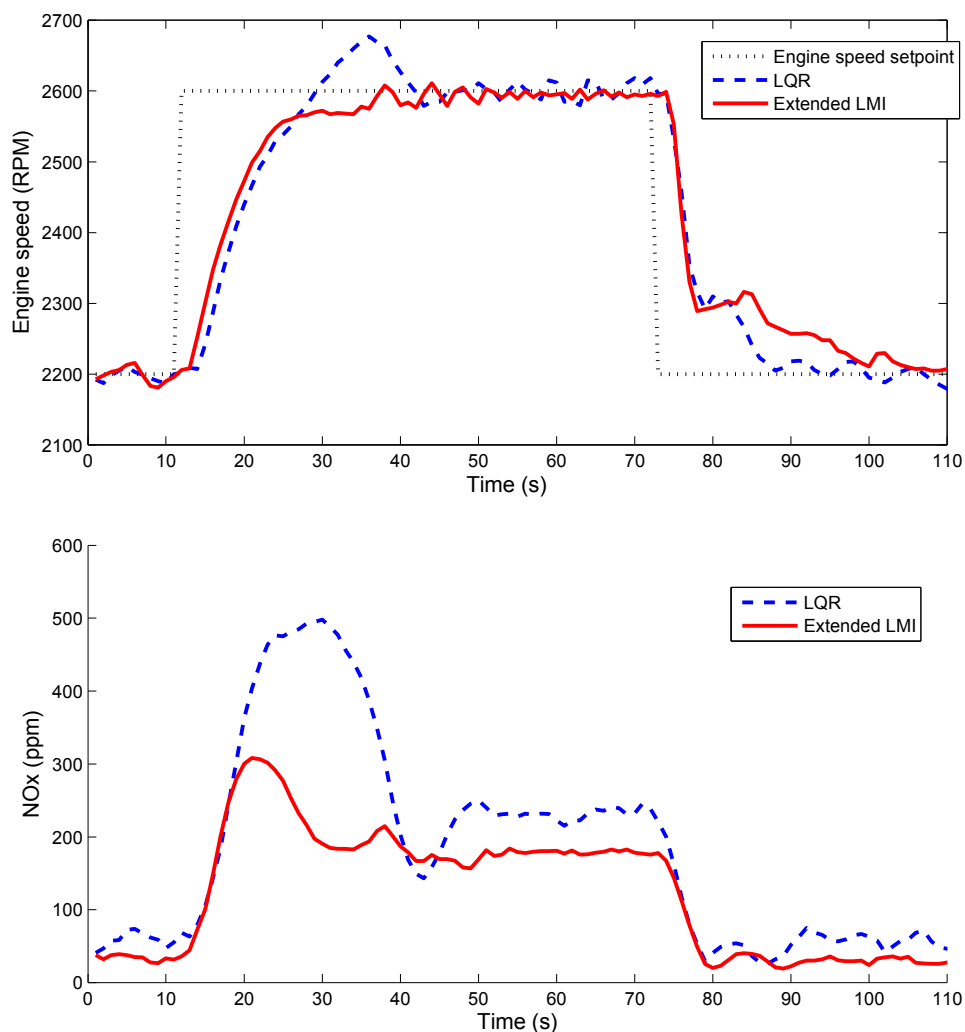 2700
2600
2500
2400
2300
2200
2100
Engine speed (RPM)
Engine speed setpoint
LQR
Extended LMI
0 10 20 30 40 50 60 70 80 90 100 110
Time (s)
600
500
400
300
200
100
0
NOx (ppm)
LQR
Extended LMI
0 10 20 30 40 50 60 70 80 90 100 110
Time (s)